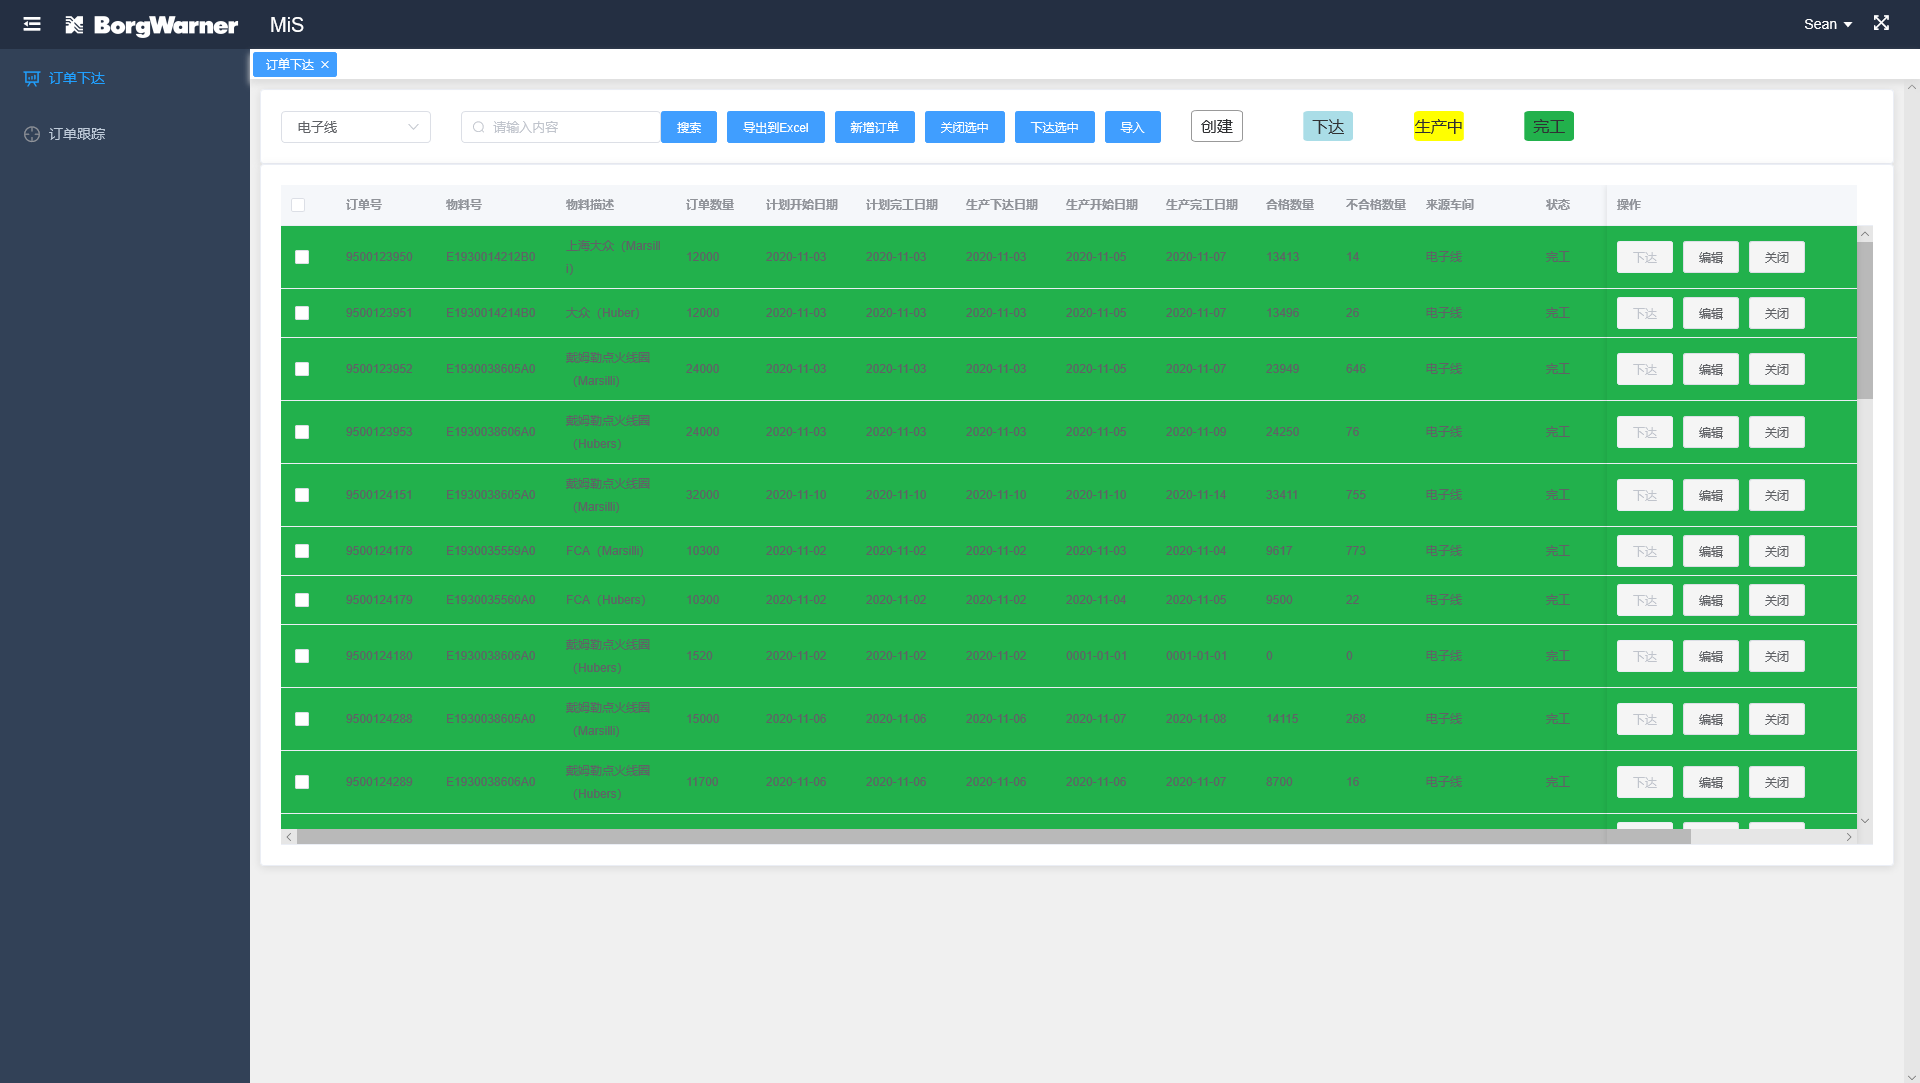 BorgWarner MiS Sean
订单下达
订单跟踪
订单下达
电子线 请输入内容 搜索 导出到Excel 新增订单 关闭选中 下达选中 导入 创建 下达 生产中 完工
订单号 物料号 物料描述 订单数量 计划开始日期 计划完工日期 生产下达日期 生产开始日期 生产完工日期 合格数量 不合格数量 来源车间 状态 操作
9500123950 E1930014212B0 上海大众（Marsilli） 12000 2020-11-03 2020-11-03 2020-11-03 2020-11-05 2020-11-07 13413 14 电子线 完工 下达 编辑 关闭
9500123951 E1930014214B0 大众（Huber） 12000 2020-11-03 2020-11-03 2020-11-03 2020-11-05 2020-11-07 13496 26 电子线 完工 下达 编辑 关闭
9500123952 E1930038605A0 戴姆勒点火线圈（Marsilli） 24000 2020-11-03 2020-11-03 2020-11-03 2020-11-05 2020-11-07 23949 646 电子线 完工 下达 编辑 关闭
9500123953 E1930038606A0 戴姆勒点火线圈（Hubers） 24000 2020-11-03 2020-11-03 2020-11-03 2020-11-05 2020-11-09 24250 76 电子线 完工 下达 编辑 关闭
9500124151 E1930038605A0 戴姆勒点火线圈（Marsilli） 32000 2020-11-10 2020-11-10 2020-11-10 2020-11-10 2020-11-14 33411 755 电子线 完工 下达 编辑 关闭
9500124178 E1930035559A0 FCA（Marsilli） 10300 2020-11-02 2020-11-02 2020-11-02 2020-11-03 2020-11-04 9617 773 电子线 完工 下达 编辑 关闭
9500124179 E1930035560A0 FCA（Hubers） 10300 2020-11-02 2020-11-02 2020-11-02 2020-11-04 2020-11-05 9500 22 电子线 完工 下达 编辑 关闭
9500124180 E1930038606A0 戴姆勒点火线圈（Hubers） 1520 2020-11-02 2020-11-02 2020-11-02 0001-01-01 0001-01-01 0 0 电子线 完工 下达 编辑 关闭
9500124288 E1930038605A0 戴姆勒点火线圈（Marsilli） 15000 2020-11-06 2020-11-06 2020-11-06 2020-11-07 2020-11-08 14115 268 电子线 完工 下达 编辑 关闭
9500124289 E1930038606A0 戴姆勒点火线圈（Hubers） 11700 2020-11-06 2020-11-06 2020-11-06 2020-11-06 2020-11-07 8700 16 电子线 完工 下达 编辑 关闭